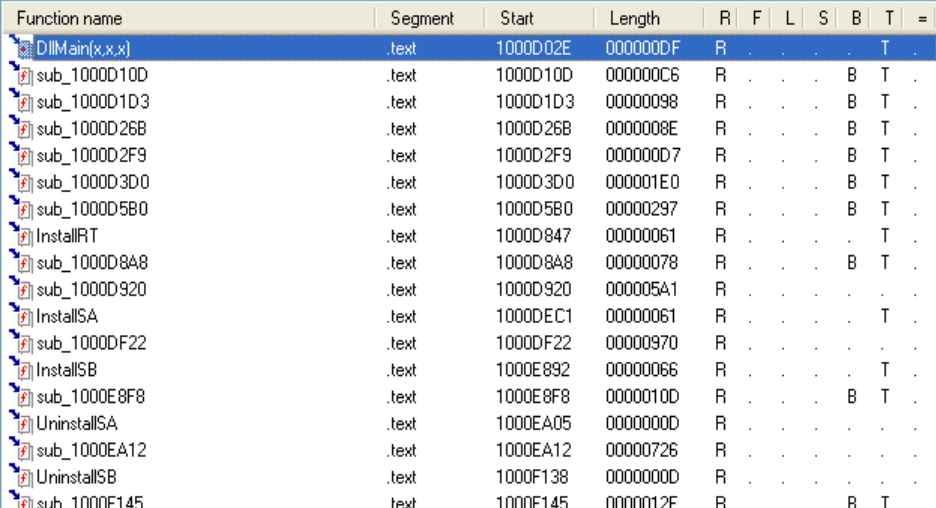 Function name Segment Start Length R F L S B T =
DllMain(x,x,x) .text 1000D02E 000000DF R . . . . T .
sub_1000D10D .text 1000D10D 000000C6 R . . . B T .
sub_1000D1D3 .text 1000D1D3 00000098 R . . . B T .
sub_1000D26B .text 1000D26B 0000008E R . . . B T .
sub_1000D2F9 .text 1000D2F9 000000D7 R . . . B T .
sub_1000D3D0 .text 1000D3D0 000001E0 R . . . B T .
sub_1000D5B0 .text 1000D5B0 00000297 R . . . B T .
InstallRT .text 1000D847 00000061 R . . . . T .
sub_1000D8A8 .text 1000D8A8 00000078 R . . . B T .
sub_1000D920 .text 1000D920 000005A1 R . . . . . .
InstallSA .text 1000DEC1 00000061 R . . . . T .
sub_1000DF22 .text 1000DF22 00000970 R . . . . . .
InstallSB .text 1000E892 00000066 R . . . . T .
sub_1000E8F8 .text 1000E8F8 0000010D R . . . B T .
UninstallSA .text 1000EA05 0000000D R . . . . . .
sub_1000EA12 .text 1000EA12 00000726 R . . . . . .
UninstallSB .text 1000F138 0000000D R . . . . . .
sub_1000F145 .text 1000F145 0000012F R . . . B T .